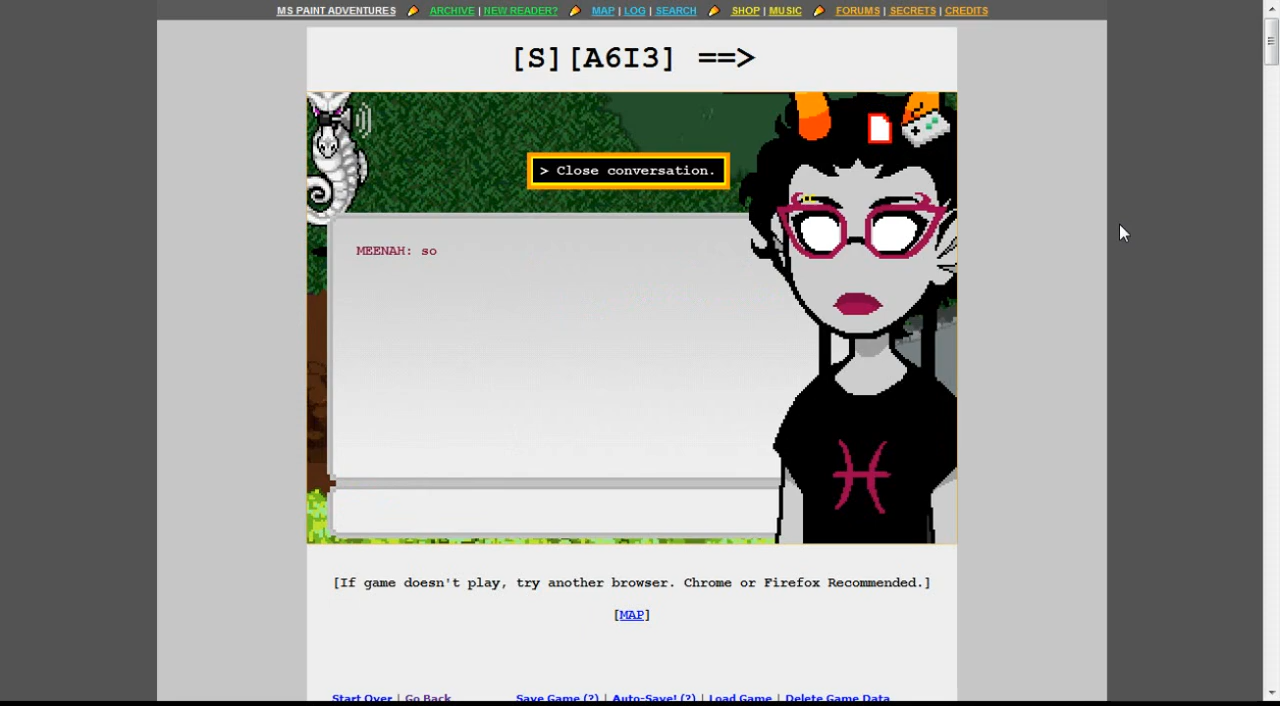 MS PAINT ADVENTURES ARCHIVE | NEW READER? MAP | LOG | SEARCH SHOP | MUSIC FORUMS | SECRETS | CREDITS
[S][A6I3] ==>
> Close conversation.
MEENAH: so
[If game doesn't play, try another browser. Chrome or Firefox Recommended.]
[MAP]
Start Over | Go Back Save Game (?) | Auto-Save! (?) | Load Game | Delete Game Data